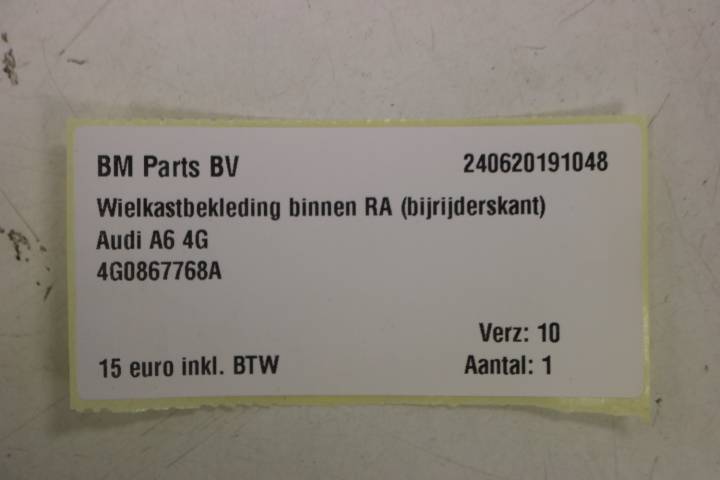 BM Parts BV 240620191048
Wielkastbekleding binnen RA (bijrijderskant)
Audi A6 4G
4G0867768A
Verz: 10
15 euro inkl. BTW Aantal: 1